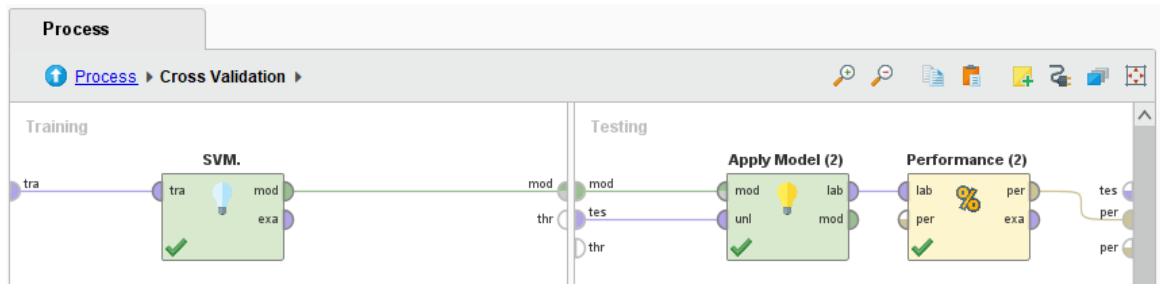 Process
Process Cross Validation
Training
Testing
SVM.
Apply Model (2)
Performance (2)
tra
tra
mod
mod
mod
mod
lab
lab
per
tes
exa
thr
tes
unl
mod
per
exa
per
thr
per